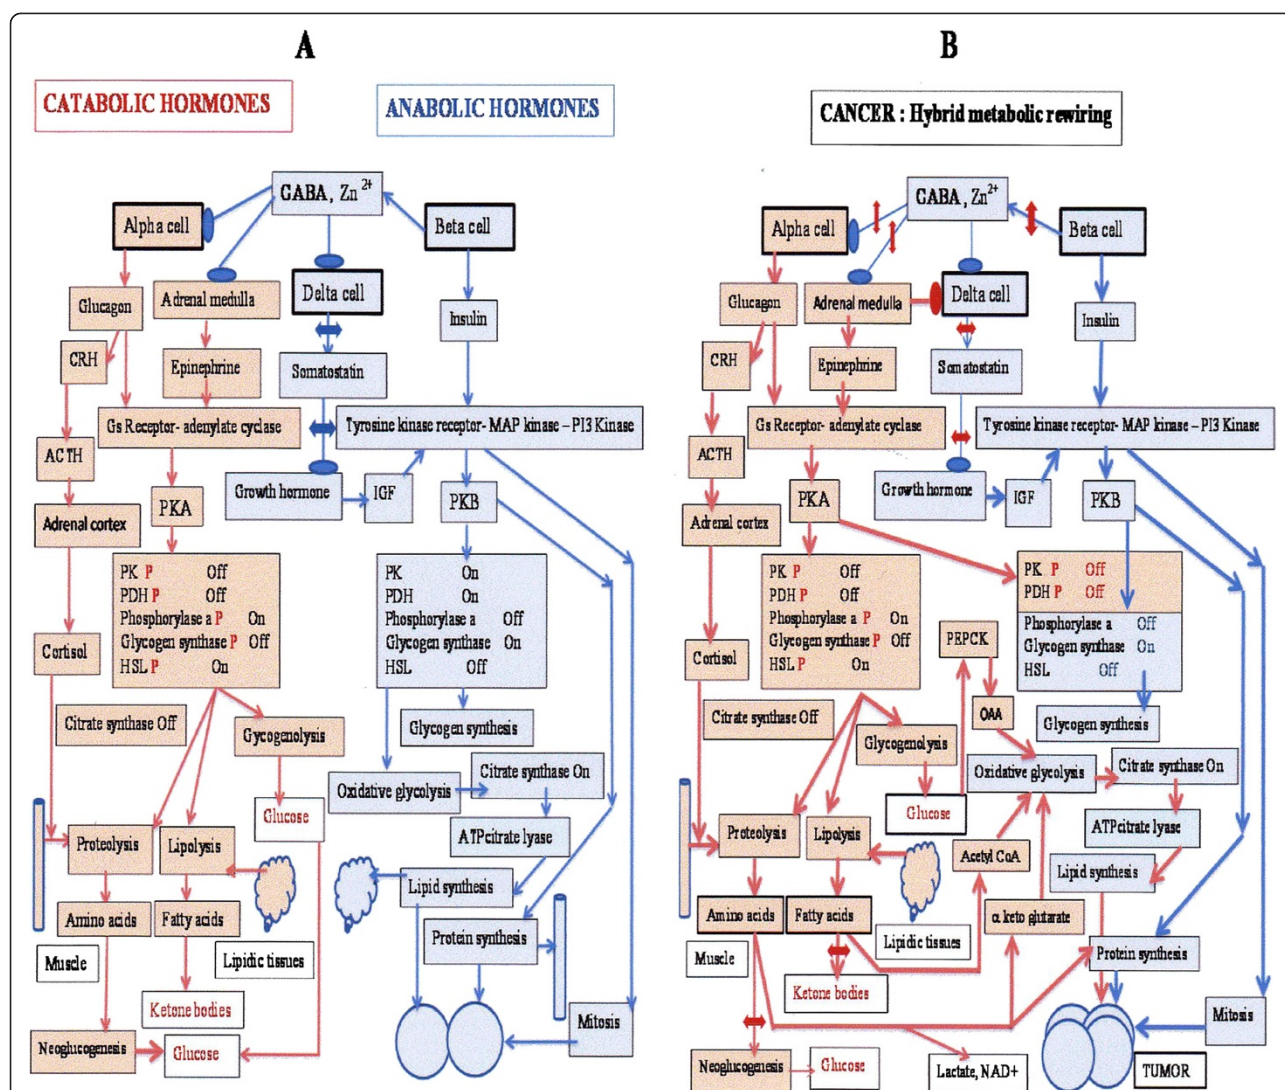 A
CATABOLIC HORMONES
ANABOLIC HORMONES
GABA, Zn 2+
Alpha cell
Beta cell
Glucagon
Adrenal medulla
Delta cell
Insulin
CRH
Epinephrine
Somatostatin
Gs Receptor- adenylate cyclase
Tyrosine kinase receptor- MAP kinase – PI3 Kinase
ACTH
PKA
Growth hormone
IGF
PKB
Adrenal cortex
PK P Off
PDH P Off
Phosphorylase a P On
Glycogen synthase P Off
HSL P On
PK On
PDH On
Phosphorylase a Off
Glycogen synthase On
HSL Off
Cortisol
Citrate synthase Off
Gycogenolysis
Glycogen synthesis
Oxidative glycolysis
Citrate synthase On
Glucose
ATPcitrate lyase
Proteolysis
Lipolysis
Lipid synthesis
Amino acids
Fatty acids
Protein synthesis
Muscle
Lipidic tissues
Ketone bodies
Mitosis
Neoglucogenesis
Glucose
B
CANCER : Hybrid metabolic rewiring
GABA, Zn 2+
Alpha cell
Beta cell
Glucagon
Adrenal medulla
Delta cell
Insulin
CRH
Epinephrine
Somatostatin
Gs Receptor- adenylate cyclase
Tyrosine kinase receptor- MAP kinase – PI3 Kinase
ACTH
PKA
Growth hormone
IGF
PKB
Adrenal cortex
PK P Off
PDH P Off
Phosphorylase a P On
Glycogen synthase P Off
HSL P On
PK P Off
PDH P Off
Phosphorylase a Off
Glycogen synthase On
HSL Off
PEPCK
Cortisol
Citrate synthase Off
OAA
Glycogen synthesis
Glycogenolysis
Oxidative glycolysis
Citrate synthase On
Glucose
Proteolysis
Lipolysis
ATPcitrate lyase
Acetyl CoA
Lipid synthesis
Amino acids
Fatty acids
α keto glutarate
Lipidic tissues
Muscle
Protein synthesis
Ketone bodies
Mitosis
Neoglucogenesis
Glucose
Lactate, NAD+
TUMOR